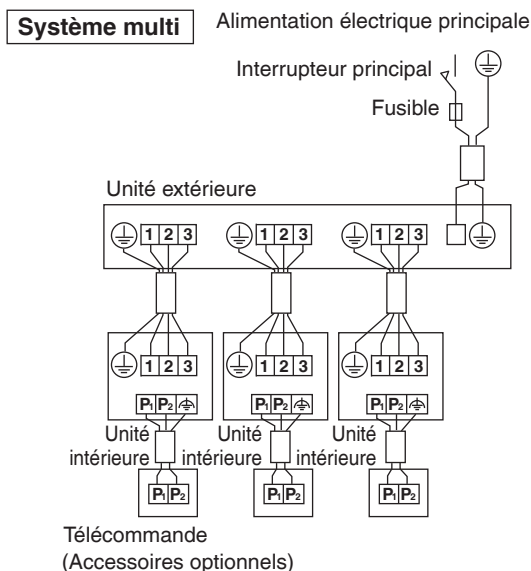 Système multi
Alimentation électrique principale
Interrupteur principal
Fusible
Unité extérieure
1 2 3 1 2 3 1 2 3
1 2 3 1 2 3 1 2 3
P1 P2 P1 P2 P1 P2
Unité intérieure
Unité intérieure
Unité intérieure
P1 P2 P1 P2 P1 P2
Télécommande
(Accessoires optionnels)